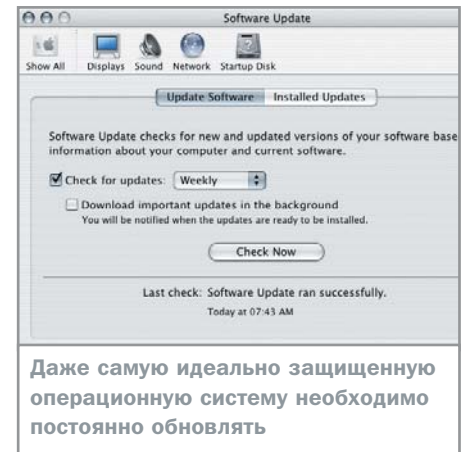 Software Update
Show All Displays Sound Network Startup Disk
Update Software Installed Updates
Software Update checks for new and updated versions of your software base
information about your computer and current software.
Check for updates: Weekly
Download important updates in the background
You will be notified when the updates are ready to be installed.
Check Now
Last check: Software Update ran successfully.
Today at 07:43 AM
Даже самую идеально защищенную
операционную систему необходимо
постоянно обновлять